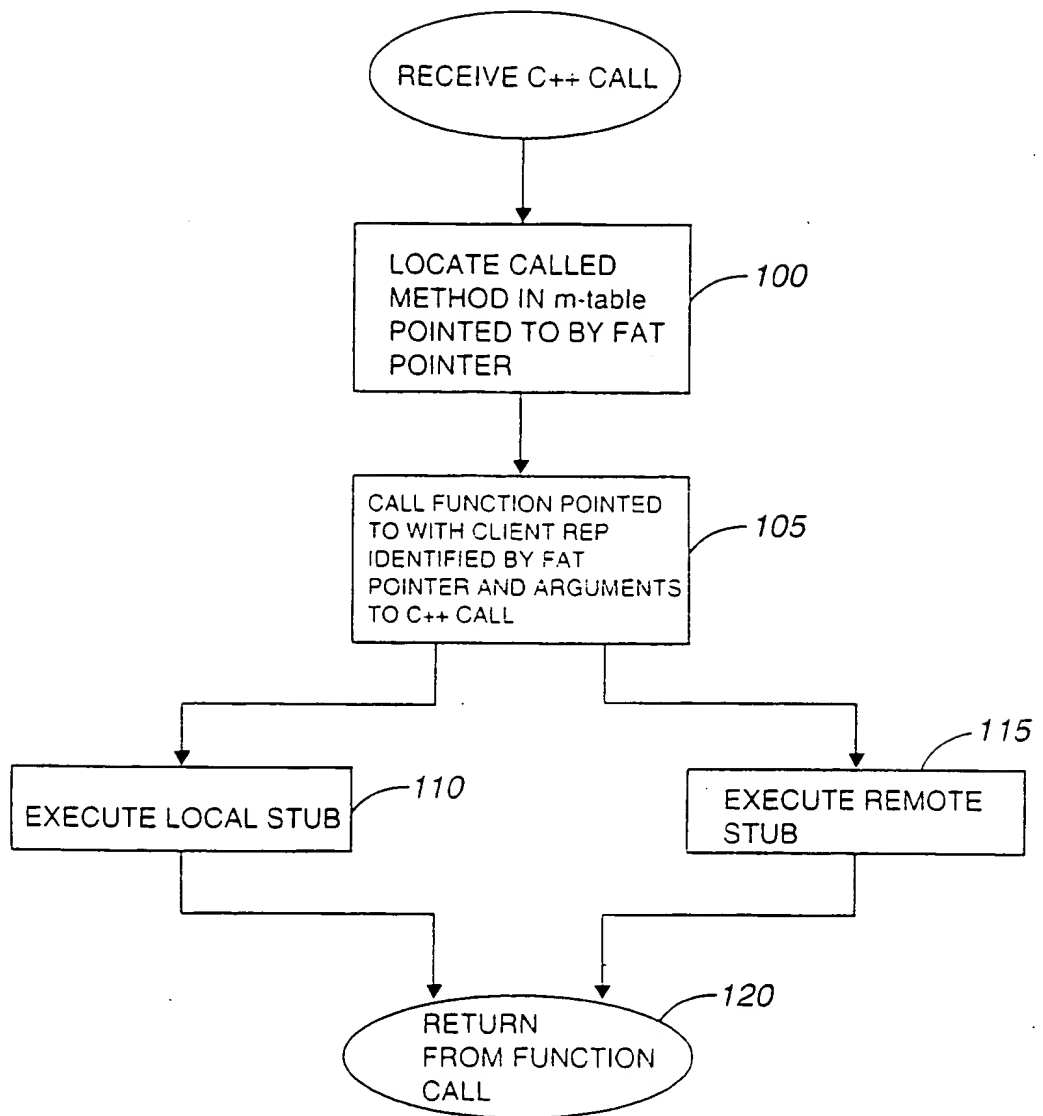 RECEIVE C++ CALL
LOCATE CALLED
METHOD IN m-table
POINTED TO BY FAT
POINTER
100
CALL FUNCTION POINTED
TO WITH CLIENT REP
IDENTIFIED BY FAT
POINTER AND ARGUMENTS
TO C++ CALL
105
EXECUTE LOCAL STUB
110
EXECUTE REMOTE
STUB
115
RETURN
FROM FUNCTION
CALL
120